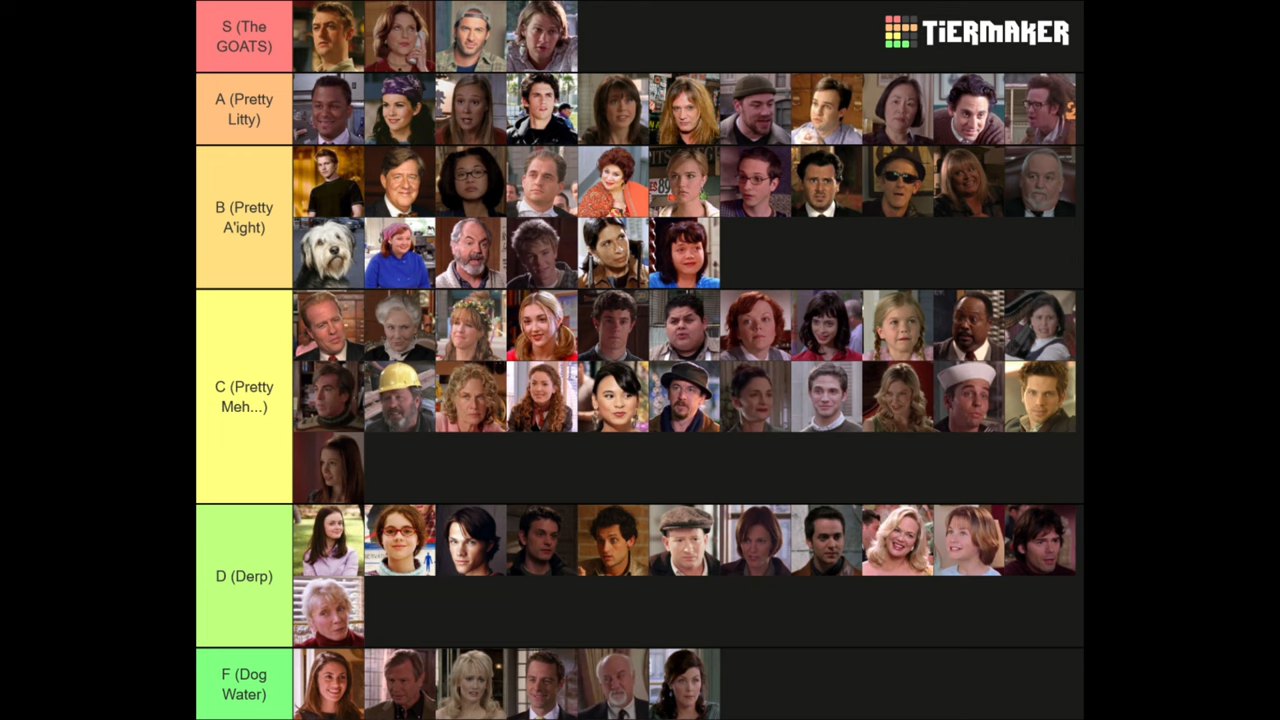 S (The
GOATS)
TiERMAKER
A (Pretty
Litty)
B (Pretty
A'ight)
C (Pretty
Meh...)
D (Derp)
F (Dog
Water)